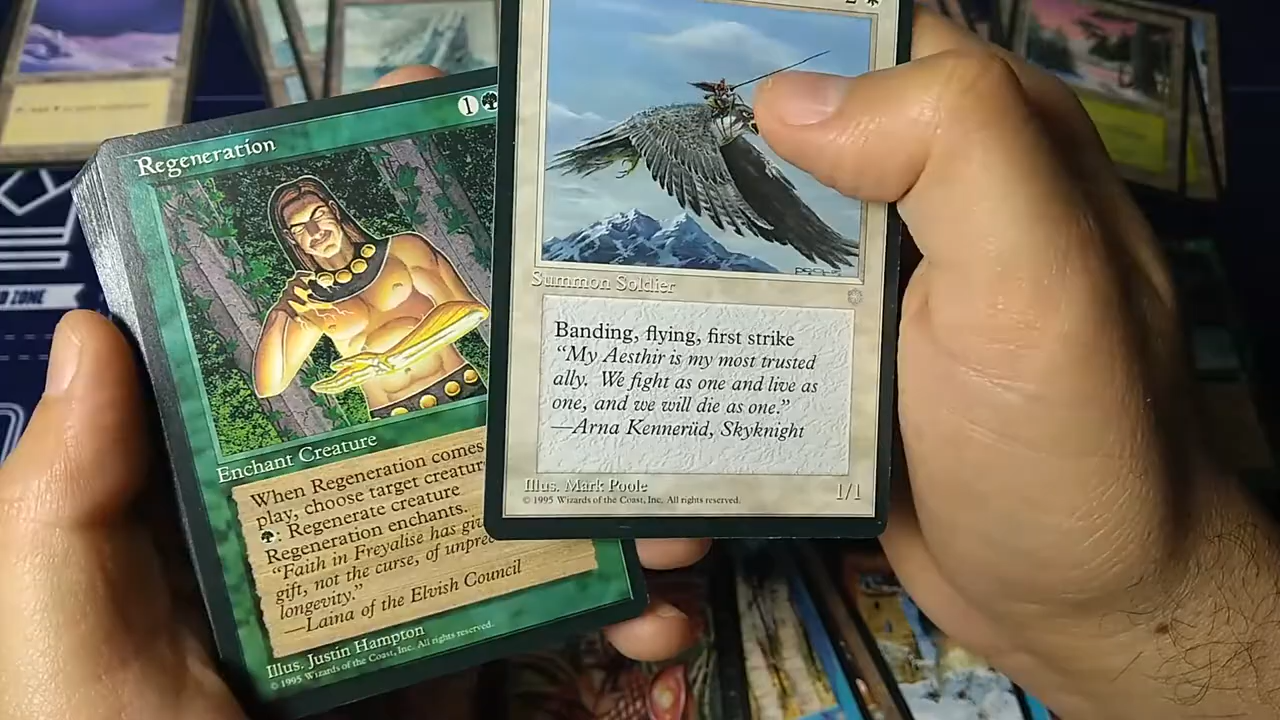 Regeneration
1
Enchant Creature
When Regeneration comes
play, choose target creatur
: Regenerate creature
Regeneration enchants.
"Faith in Freyalise has giv
gift, not the curse, of unprec
longevity."
—Laina of the Elvish Council
Illus. Justin Hampton
© 1995 Wizards of the Coast, Inc. All rights reserved.
2
Summon Soldier
Banding, flying, first strike
"My Aesthir is my most trusted
ally. We fight as one and live as
one, and we will die as one."
—Arna Kennerüd, Skyknight
Illus. Mark Poole
1/1
© 1995 Wizards of the Coast, Inc. All rights reserved.
ZONE